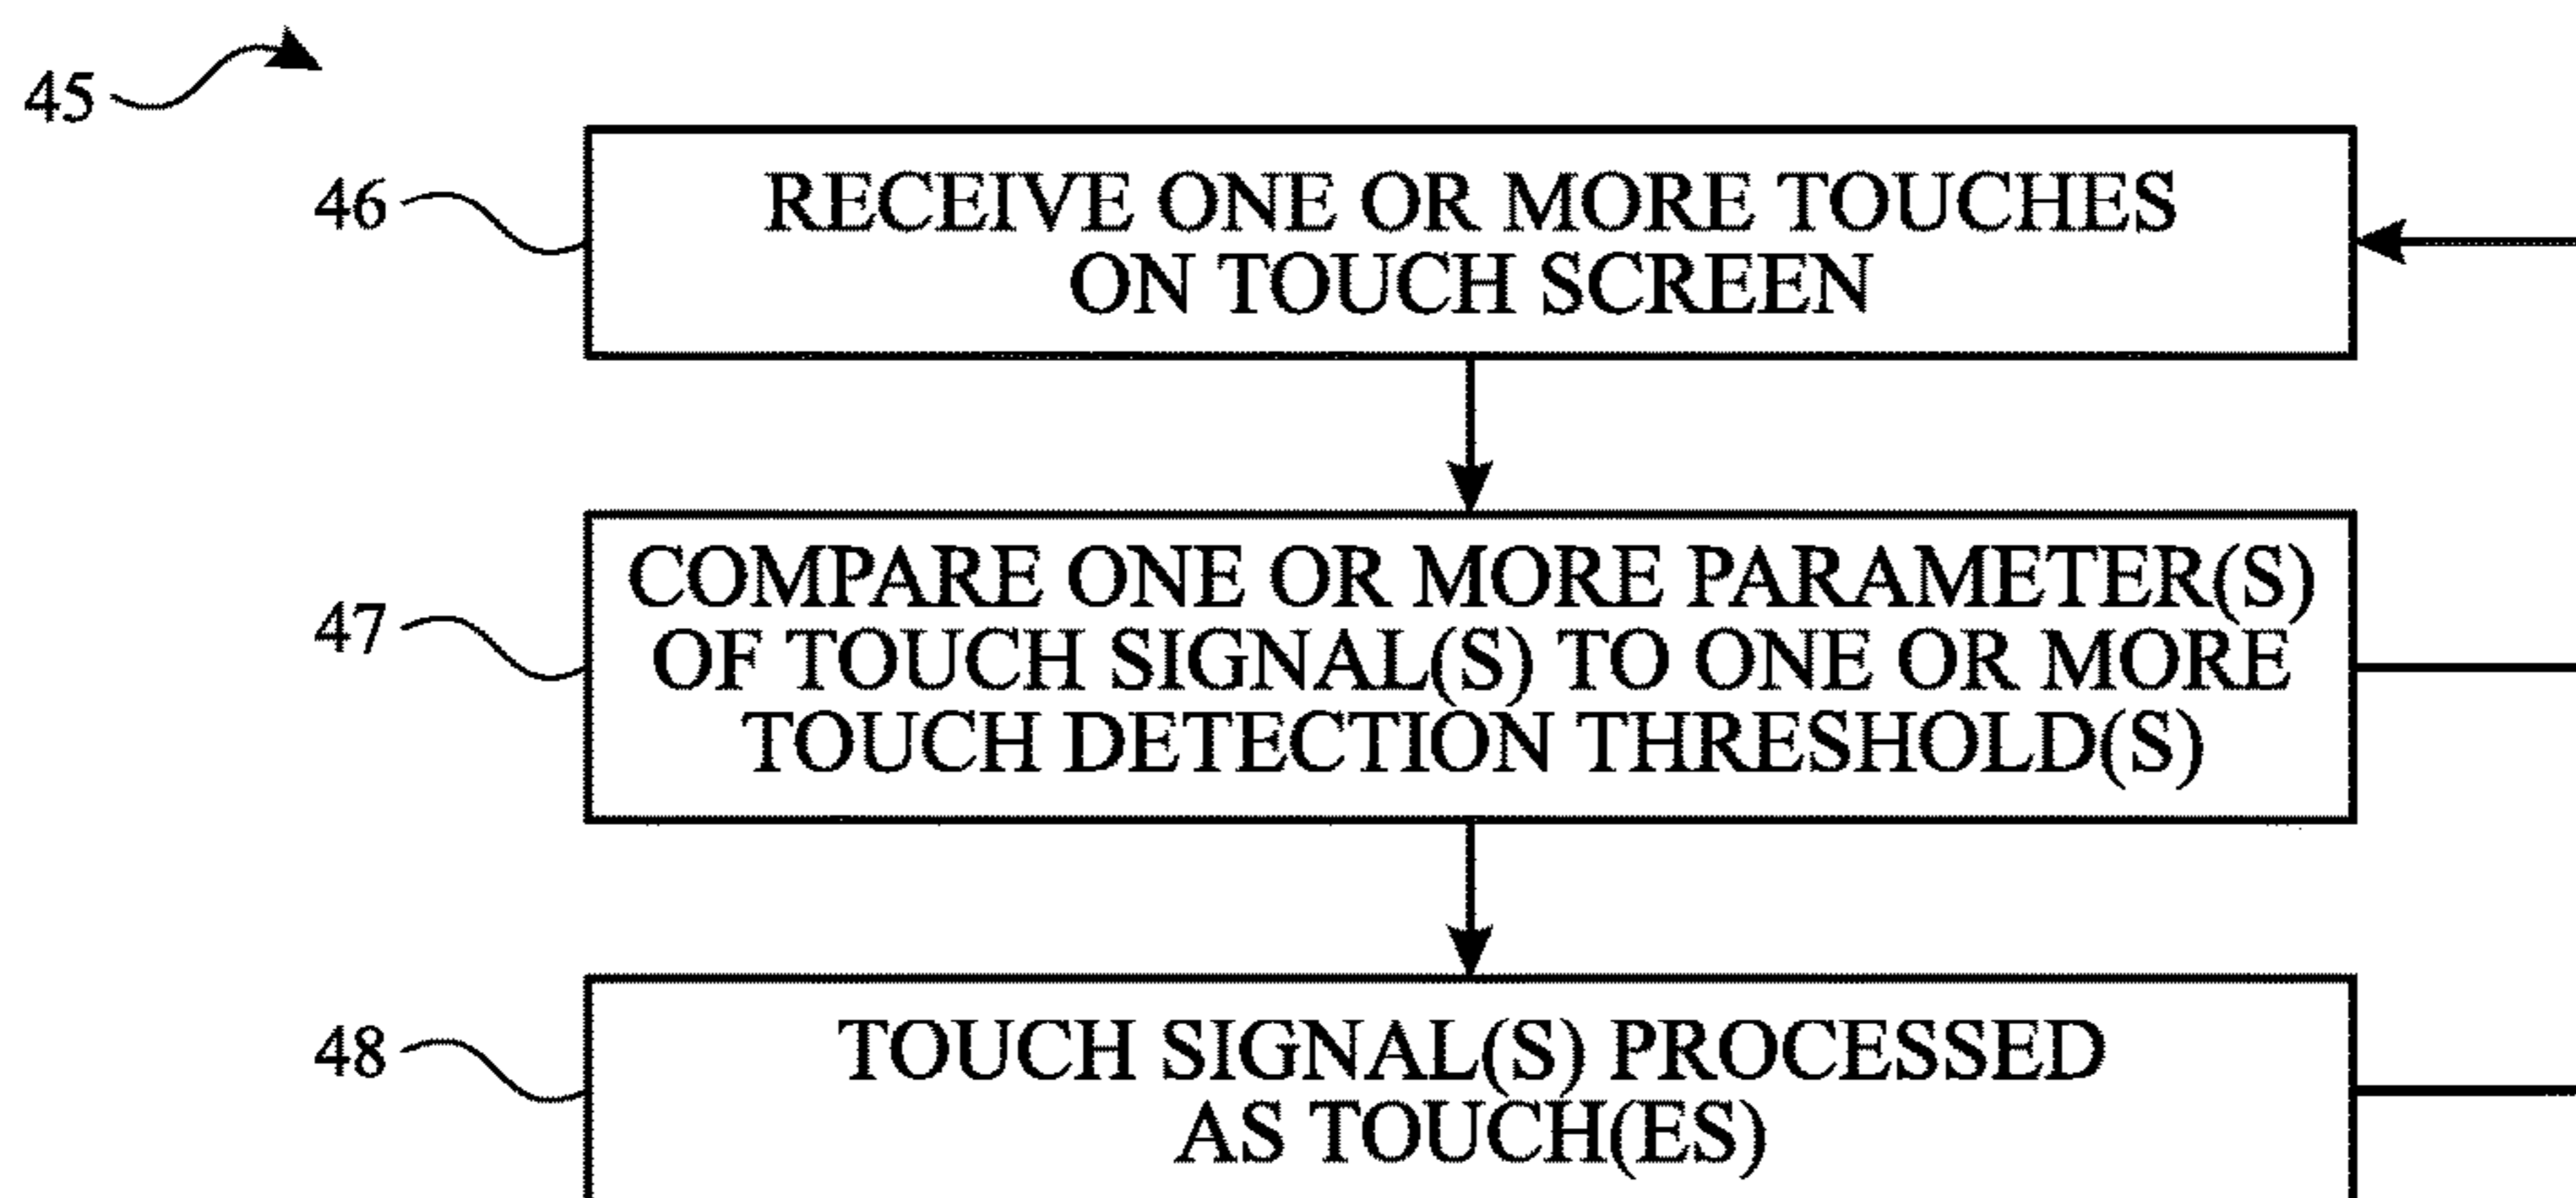 45
46
RECEIVE ONE OR MORE TOUCHES
ON TOUCH SCREEN
47
COMPARE ONE OR MORE PARAMETER(S)
OF TOUCH SIGNAL(S) TO ONE OR MORE
TOUCH DETECTION THRESHOLD(S)
48
TOUCH SIGNAL(S) PROCESSED
AS TOUCH(ES)